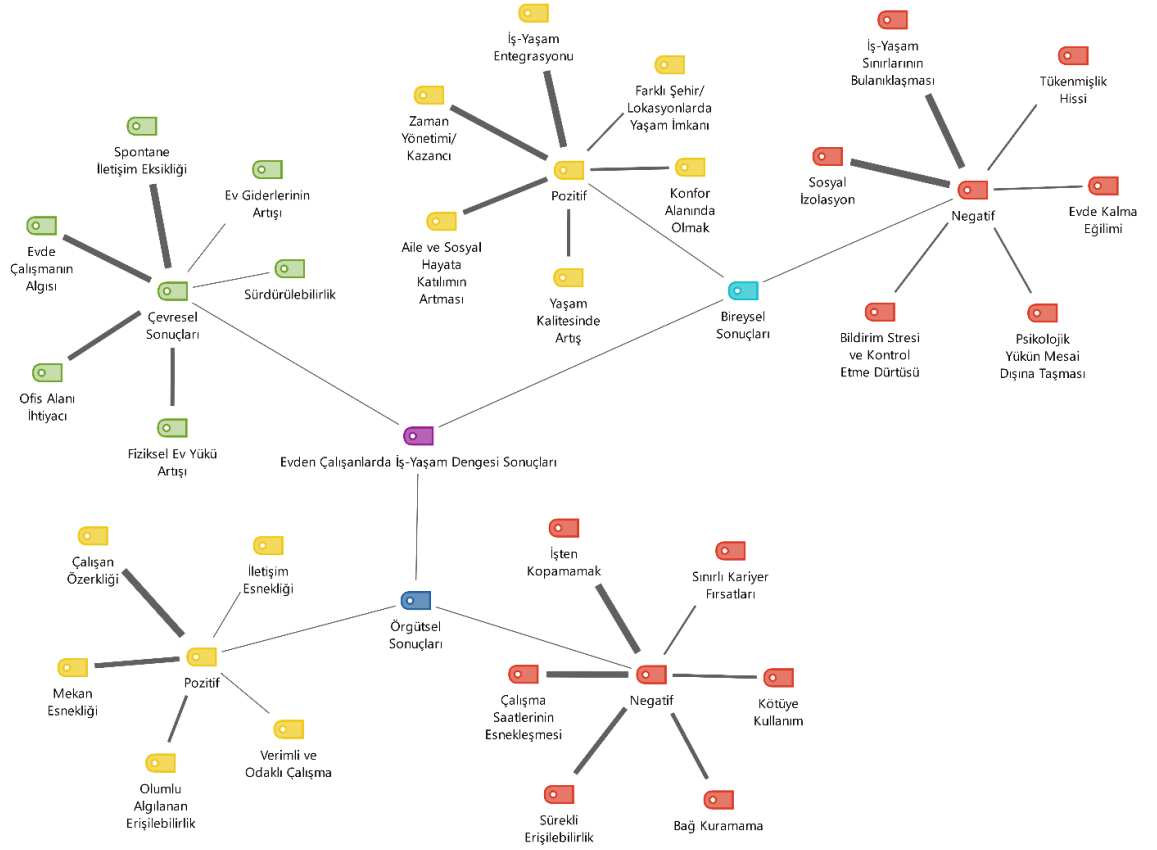 İş-Yaşam
Entegrasyonu
Farklı Şehir/
Lokasyonlarda
Yaşam İmkanı
Zaman
Yönetimi/
Kazancı
Pozitif
Konfor
Alanında
Olmak
Aile ve Sosyal
Hayata
Katılımın
Artması
Yaşam
Kalitesinde
Artış
İş-Yaşam
Sınırlarının
Bulanıklaşması
Tükenmişlik
Hissi
Sosyal
İzolasyon
Negatif
Evde Kalma
Eğilimi
Bildirim Stresi
ve Kontrol
Etme Dürtüsü
Psikolojik
Yükün Mesai
Dışına Taşması
Bireysel
Sonuçları
Spontane
İletişim Eksikliği
Ev Giderlerinin
Artışı
Evde
Çalışmanın
Algısı
Sürdürülebilirlik
Çevresel
Sonuçları
Ofis Alanı
İhtiyacı
Fiziksel Ev Yükü
Artışı
Evden Çalışanlarda İş-Yaşam Dengesi Sonuçları
Örgütsel
Sonuçları
Çalışan
Özerkliği
İletişim
Esnekliği
Mekan
Esnekliği
Pozitif
Verimli ve
Odaklı Çalışma
Olumlu
Algılanan
Erişilebilirlik
İşten
Kopamamak
Sınırlı Kariyer
Fırsatları
Çalışma
Saatlerinin
Esnekleşmesi
Negatif
Kötüye
Kullanım
Sürekli
Erişilebilirlik
Bağ Kuramama